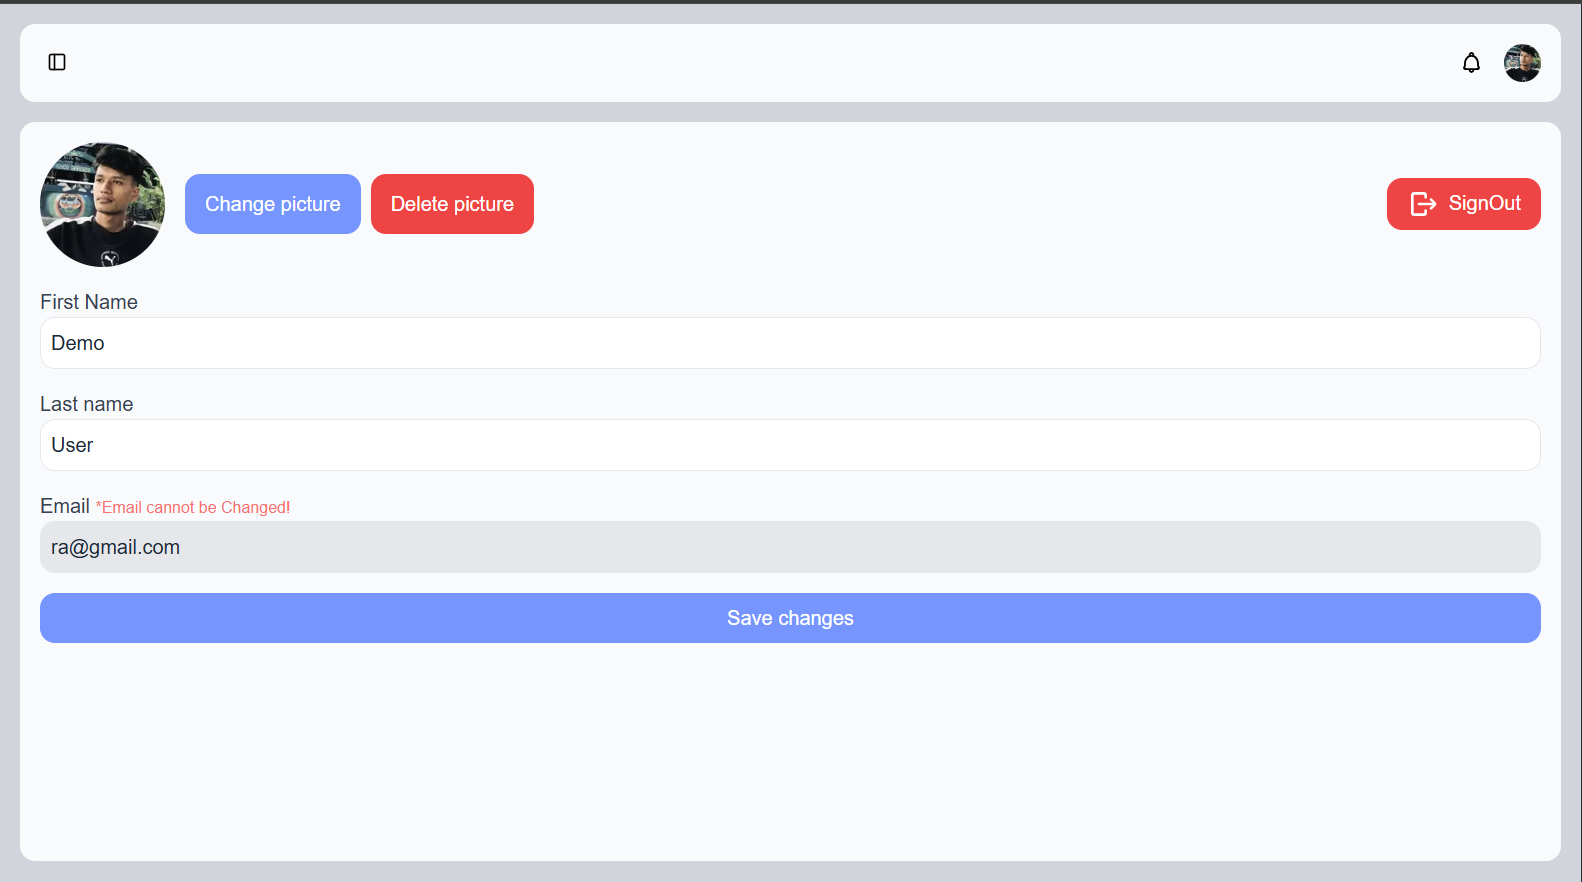 Change picture
Delete picture
SignOut
First Name
Demo
Last name
User
Email *Email cannot be Changed!
ra@gmail.com
Save changes